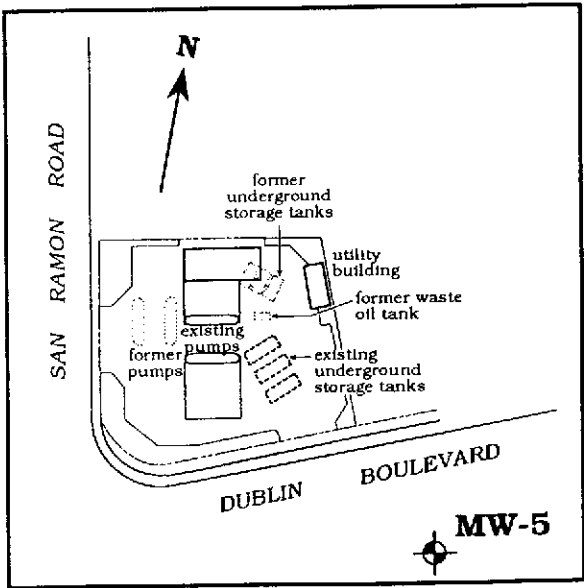 N
SAN RAMON ROAD
former
underground
storage tanks
utility
building
former waste
oil tank
existing
pumps
former
pumps
existing
underground
storage tanks
DUBLIN BOULEVARD
MW-5